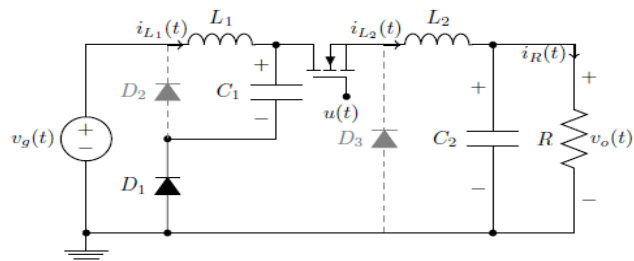 i_{L_1}(t) L_1 i_{L_2}(t) L_2
i_R(t)
+ + +
D_2 C_1 u(t)
+ − v_g(t) − D_3 C_2 R v_o(t)
D_1
− −